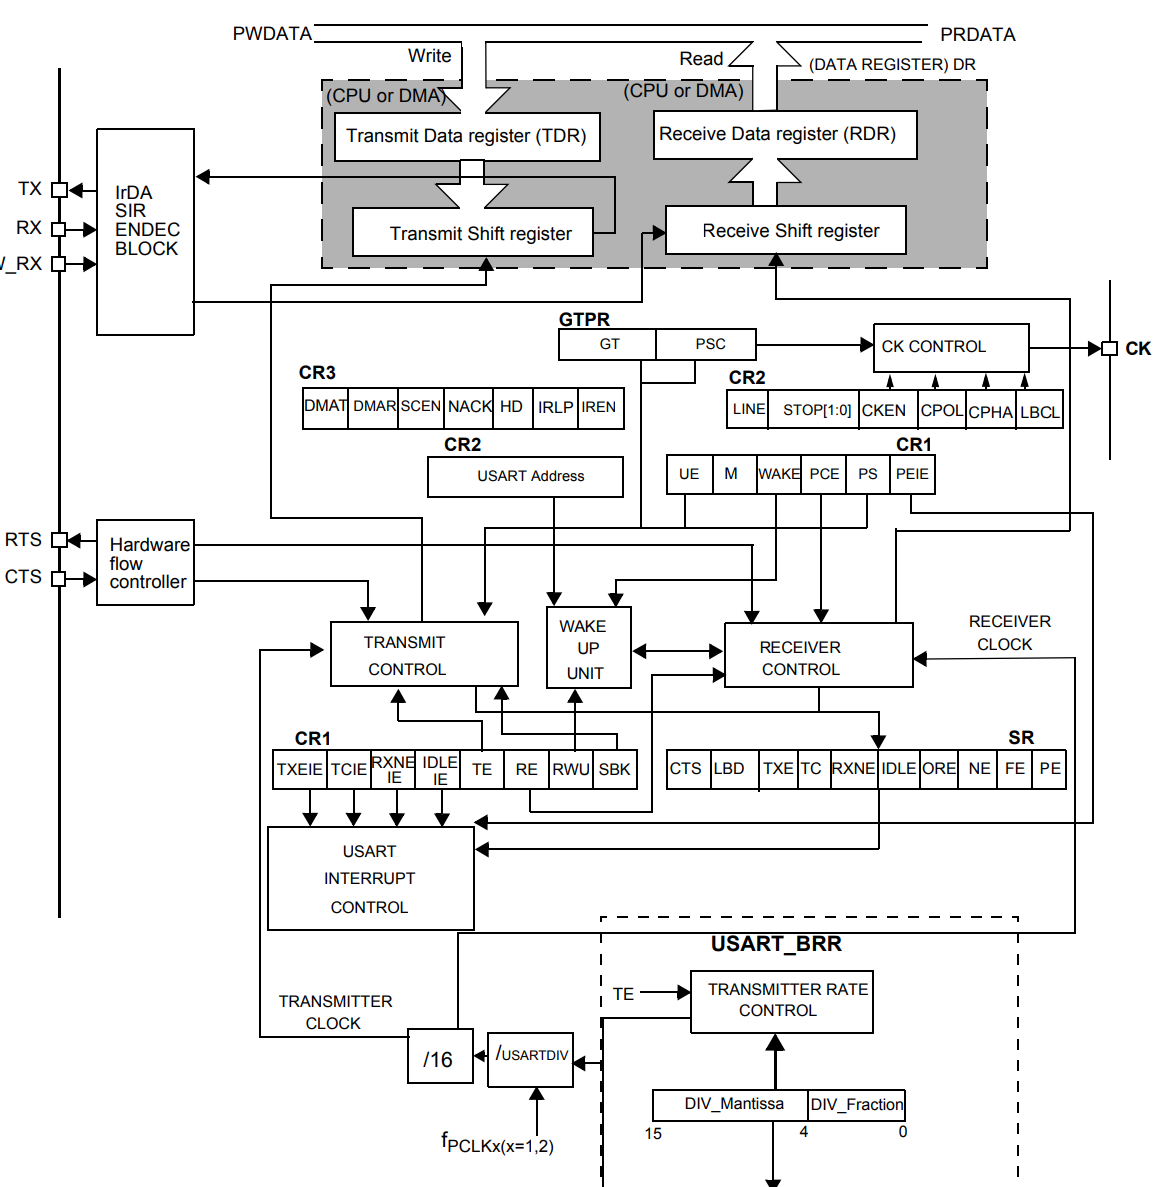 PWDATA
PRDATA
Write
Read
(DATA REGISTER) DR
(CPU or DMA)
(CPU or DMA)
Transmit Data register (TDR)
Receive Data register (RDR)
TX
RX
W_RX
IrDA
SIR
ENDEC
BLOCK
Transmit Shift register
Receive Shift register
GTPR
GT
PSC
CK CONTROL
CK
CR3
DMAT
DMAR
SCEN
NACK
HD
IRLP
IREN
CR2
LINE
STOP[1:0]
CKEN
CPOL
CPHA
LBCL
CR2
USART Address
CR1
UE
M
WAKE
PCE
PS
PEIE
RTS
CTS
Hardware
flow
controller
TRANSMIT
CONTROL
WAKE
UP
UNIT
RECEIVER
CONTROL
RECEIVER
CLOCK
CR1
TXEIE
TCIE
RXNE
IE
IDLE
IE
TE
RE
RWU
SBK
SR
CTS
LBD
TXE
TC
RXNE
IDLE
ORE
NE
FE
PE
USART
INTERRUPT
CONTROL
USART_BRR
TE
TRANSMITTER RATE
CONTROL
TRANSMITTER
CLOCK
/16
/USARTDIV
fPCLKx(x=1,2)
DIV_Mantissa
DIV_Fraction
15
4
0